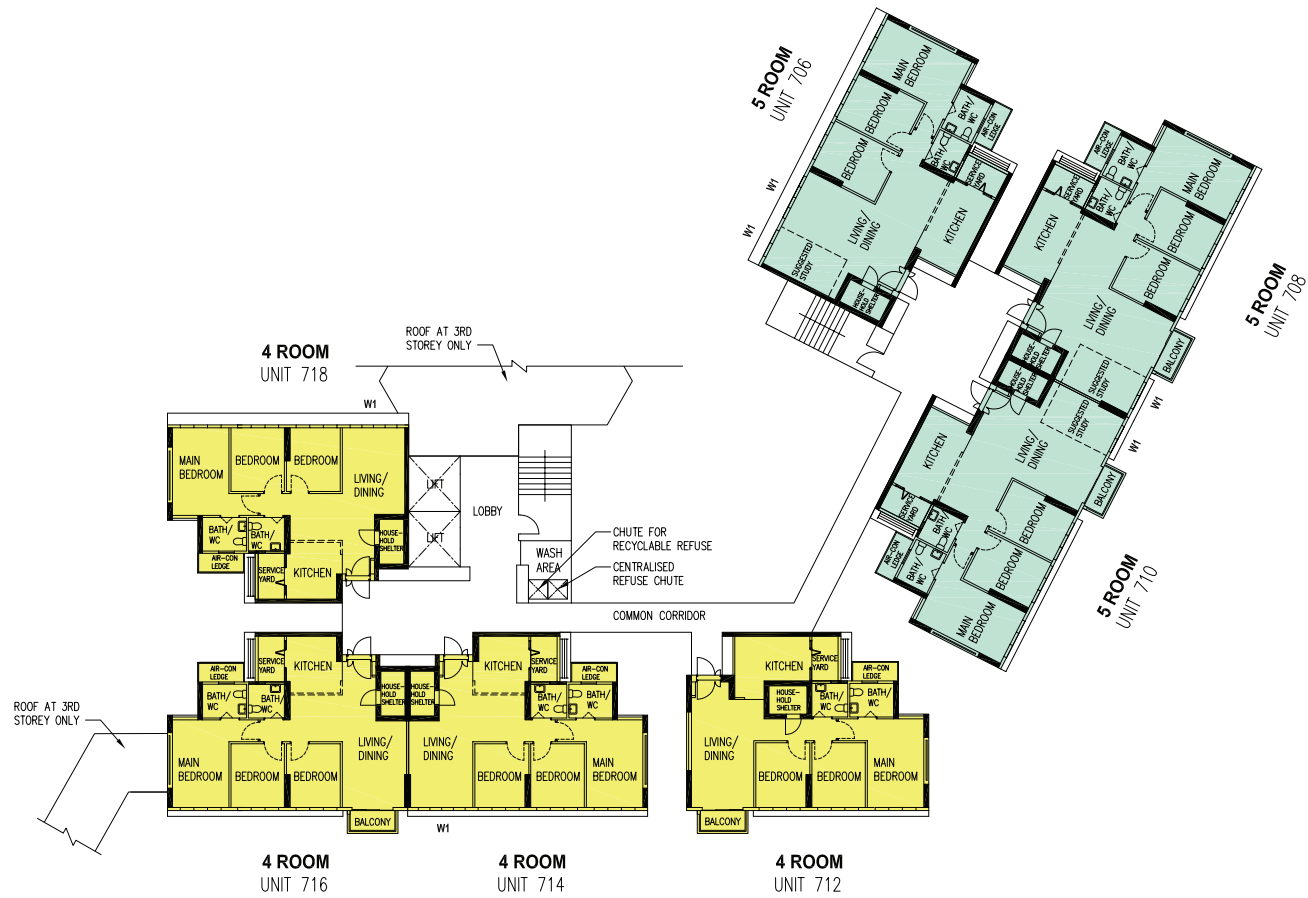 5 ROOM
UNIT 706
MAIN
BEDROOM
BEDROOM
BEDROOM
BATH/
WC
AIR-CON
LEDGE
BATH/
WC
SERVICE
YARD
KITCHEN
LIVING/
DINING
SUGGESTED
STUDY
HOUSE-
HOLD
SHELTER
W1
W1
5 ROOM
UNIT 708
AIR-CON
LEDGE
BATH/
WC
BATH/
WC
SERVICE
YARD
KITCHEN
MAIN
BEDROOM
BEDROOM
BEDROOM
LIVING/
DINING
BALCONY
HOUSE-
HOLD
SHELTER
SUGGESTED
STUDY
W1
5 ROOM
UNIT 710
HOUSE-
HOLD
SHELTER
SUGGESTED
STUDY
W1
KITCHEN
LIVING/
DINING
BALCONY
SERVICE
YARD
BATH/
WC
BATH/
WC
AIR-CON
LEDGE
BEDROOM
BEDROOM
MAIN
BEDROOM
ROOF AT 3RD
STOREY ONLY
4 ROOM
UNIT 718
W1
MAIN
BEDROOM
BEDROOM
BEDROOM
LIVING/
DINING
BATH/
WC
BATH/
WC
AIR-CON
LEDGE
SERVICE
YARD
KITCHEN
HOUSE-
HOLD
SHELTER
LIFT
LIFT
LOBBY
WASH
AREA
CHUTE FOR
RECYCLABLE REFUSE
CENTRALISED
REFUSE CHUTE
COMMON CORRIDOR
ROOF AT 3RD
STOREY ONLY
AIR-CON
LEDGE
SERVICE
YARD
KITCHEN
BATH/
WC
BATH/
WC
HOUSE-
HOLD
SHELTER
MAIN
BEDROOM
BEDROOM
BEDROOM
LIVING/
DINING
BALCONY
4 ROOM
UNIT 716
HOUSE-
HOLD
SHELTER
KITCHEN
SERVICE
YARD
AIR-CON
LEDGE
BATH/
WC
BATH/
WC
LIVING/
DINING
BEDROOM
BEDROOM
MAIN
BEDROOM
W1
4 ROOM
UNIT 714
KITCHEN
SERVICE
YARD
AIR-CON
LEDGE
HOUSE-
HOLD
SHELTER
BATH/
WC
BATH/
WC
LIVING/
DINING
BEDROOM
BEDROOM
MAIN
BEDROOM
BALCONY
4 ROOM
UNIT 712